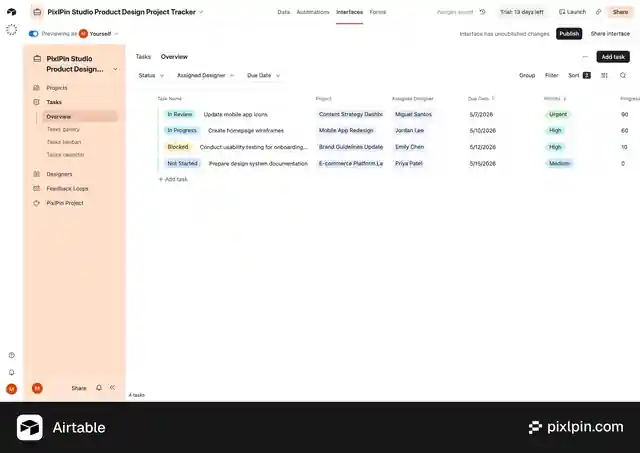 PixlPin Studio Product Design Project Tracker
Data Automations Interfaces Forms
Trial: 13 days left
Launch
Share
Previewing as M Yourself
Interface has unpublished changes
Publish
Share interface
PixlPin Studio
Product Design...
Projects
Tasks
Overview
Tasks gallery
Tasks kanban
Designers
Feedback Loops
PixlPin Project
Tasks Overview
Add task
Status Assigned Designer Due Date
Group Filter Sort
Task Name Project Assigned Designer Due Date Progress
In Review Update mobile app icons Content Strategy Dashbo Miguel Santos 5/7/2026 Urgent 90
In Progress Create homepage wireframes Mobile App Redesign Jordan Lee 5/10/2026 High 60
Blocked Conduct usability testing for onboarding... Brand Guidelines Update Emily Chen 5/12/2026 High 10
Not Started Prepare design system documentation E-commerce Platform La Priya Patel 5/15/2026 Medium 0
+ Add task
M
M Share
4 tasks
Airtable
pixlpin.com